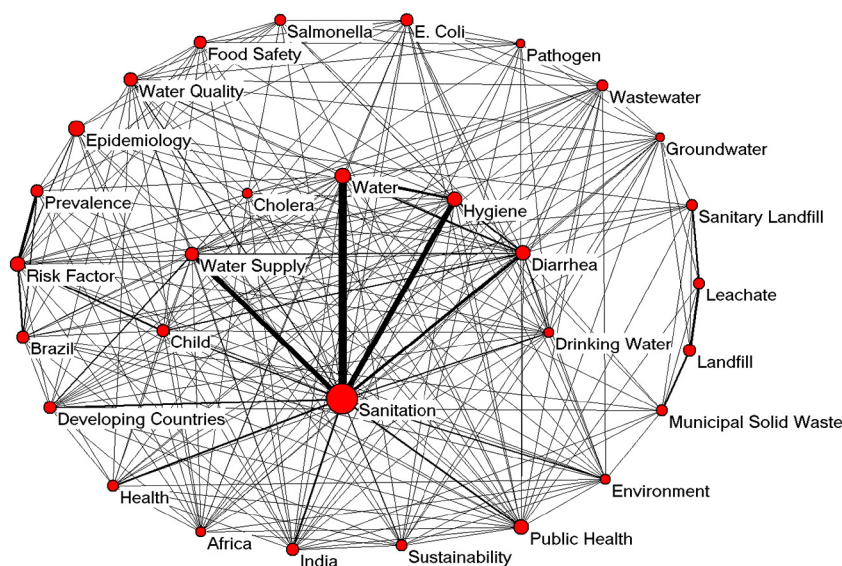 Salmonella
E. Coli
Food Safety
Pathogen
Water Quality
Wastewater
Epidemiology
Groundwater
Prevalence
Cholera
Water
Hygiene
Sanitary Landfill
Risk Factor
Water Supply
Diarrhea
Leachate
Brazil
Child
Drinking Water
Landfill
Developing Countries
Sanitation
Municipal Solid Waste
Health
Environment
Africa
India
Sustainability
Public Health